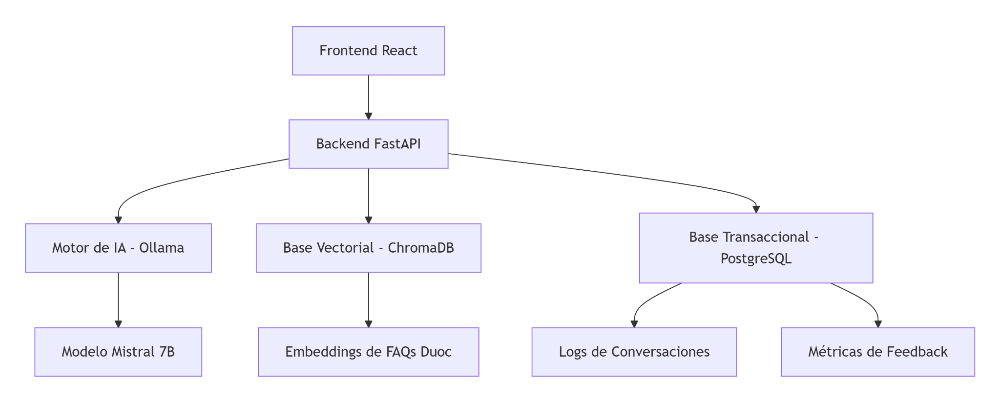 Frontend React
Backend FastAPI
Motor de IA - Ollama
Base Vectorial - ChromaDB
Base Transaccional -
PostgreSQL
Modelo Mistral 7B
Embeddings de FAQs Duoc
Logs de Conversaciones
Métricas de Feedback